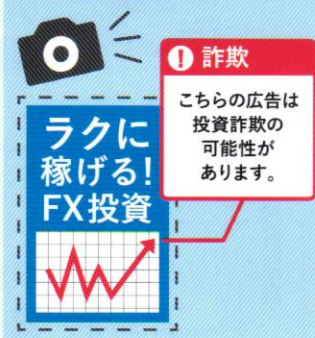 詐欺
こちらの広告は
投資詐欺の
可能性が
あります。
ラクに
稼げる!
FX投資